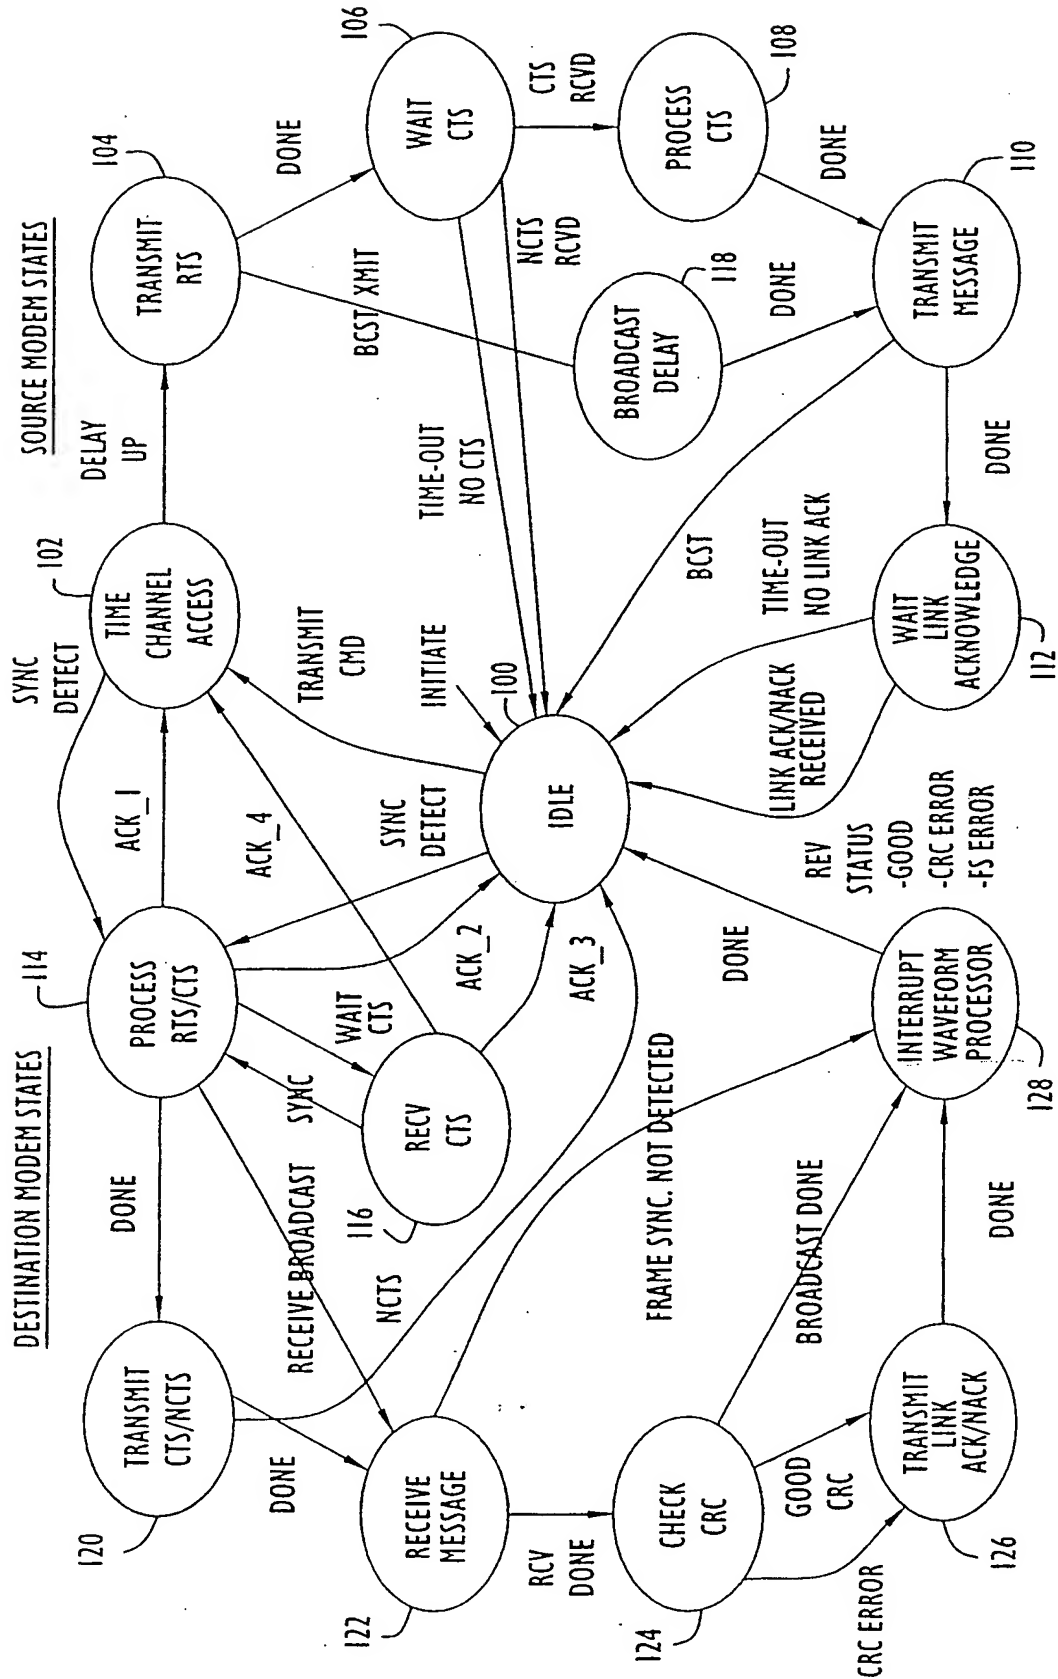 DESTINATION MODEM STATES
SOURCE MODEM STATES
120
TRANSMIT
CTS/NCTS
DONE
114
PROCESS
RTS/CTS
SYNC
DETECT
ACK_1
102
TIME
CHANNEL
ACCESS
DELAY
UP
104
TRANSMIT
RTS
DONE
106
WAIT
CTS
DONE
RECEIVE BROADCAST
NCTS
SYNC
WAIT
CTS
116
RECV
CTS
ACK_4
ACK_2
ACK_3
SYNC
DETECT
TRANSMIT
CMD
INITIATE
100
IDLE
TIME-OUT
NO CTS
BCST XMIT
NCTS
RCVD
CTS
RCVD
108
PROCESS
CTS
118
BROADCAST
DELAY
DONE
DONE
122
RECEIVE
MESSAGE
RCV
DONE
FRAME SYNC. NOT DETECTED
124
CHECK
CRC
BROADCAST DONE
GOOD
CRC
CRC ERROR
DONE
LINK ACK/NACK
RECEIVED
TIME-OUT
NO LINK ACK
BCST
REV
STATUS
-GOOD
-CRC ERROR
-FS ERROR
126
TRANSMIT
LINK
ACK/NACK
DONE
128
INTERRUPT
WAVEFORM
PROCESSOR
112
WAIT
LINK
ACKNOWLEDGE
DONE
110
TRANSMIT
MESSAGE